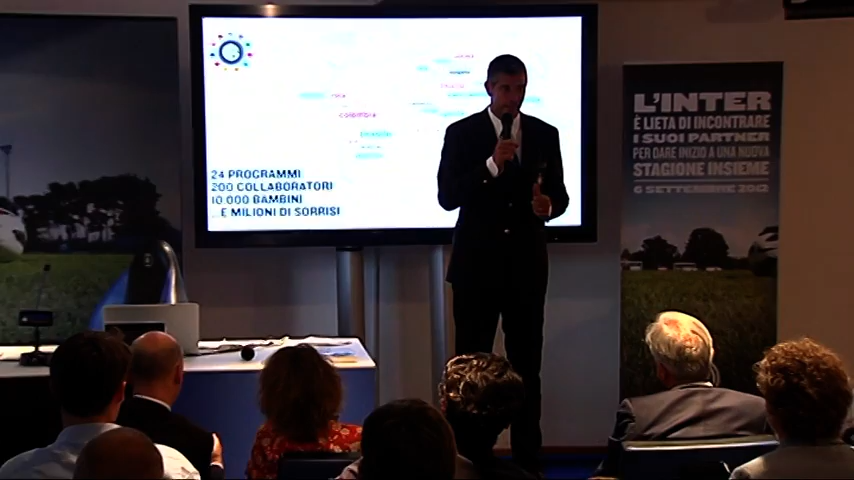 colombia
24 PROGRAMMI
200 COLLABORATORI
10 000 BAMBINI
... E MILIONI DI SORRISI
L'INTER
È LIETA DI INCONTRARE
I SUOI PARTNER
PER DARE INIZIO A UNA NUOVA
STAGIONE INSIEME
6 SETTEMBRE 2012